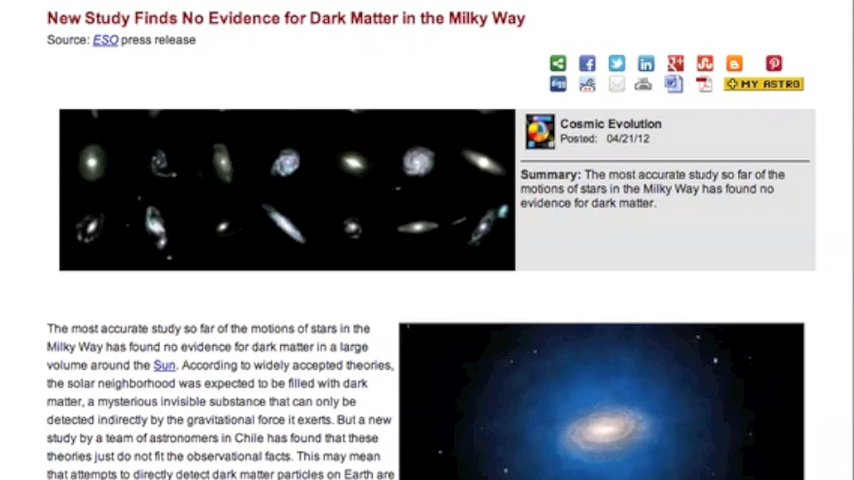 New Study Finds No Evidence for Dark Matter in the Milky Way
Source: ESO press release
digg
MY ASTRO
Cosmic Evolution
Posted: 04/21/12
Summary: The most accurate study so far of the
motions of stars in the Milky Way has found no
evidence for dark matter.
The most accurate study so far of the motions of stars in the
Milky Way has found no evidence for dark matter in a large
volume around the Sun. According to widely accepted theories,
the solar neighborhood was expected to be filled with dark
matter, a mysterious invisible substance that can only be
detected indirectly by the gravitational force it exerts. But a new
study by a team of astronomers in Chile has found that these
theories just do not fit the observational facts. This may mean
that attempts to directly detect dark matter particles on Earth are